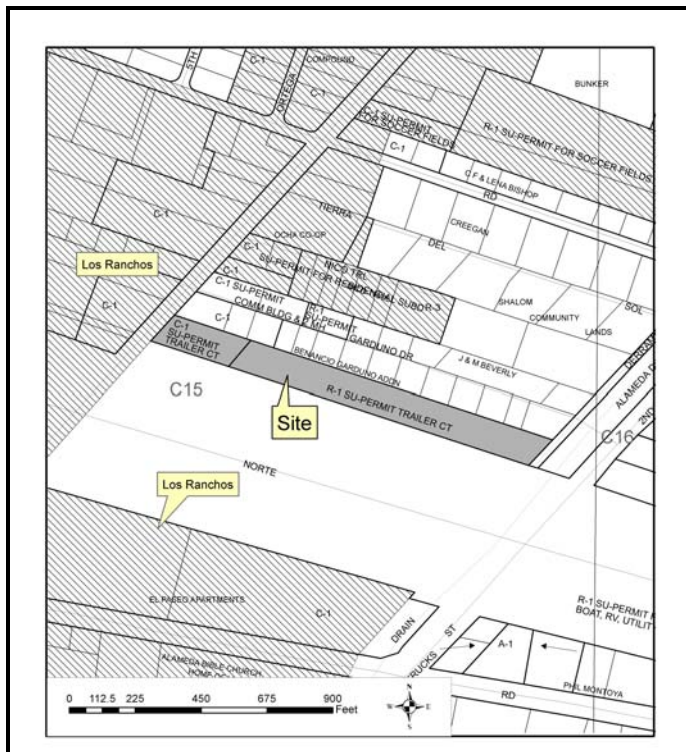 5TH
ORTEGA
C-1
COMPOUND
C-1
BUNKER
C-1 SU-PERMIT
FOR SOCCER FIELDS
R-1 SU-PERMIT FOR SOCCER FIELDS
C-1
C F & LENA BISHOP
RD
C-1
TIERRA
CREEGAN
OCHA CO-OP
DEL
Los Ranchos
C-1
NICO TRL
SU-PERMIT FOR
SUBD
R-3
SHALOM
SOL
C-1
COMMUNITY
C-1
C-1 SU-PERMIT
COMM BLDG & 2 MH
R-1
SU-PERMIT
LANDS
GARDUNO DR
C-1
J & M BEVERLY
C-1
SU-PERMIT
TRAILER CT
BENANCIO GARDUNO ADDN
ALAMEDA
C15
R-1 SU-PERMIT TRAILER CT
2ND
Site
C16
NORTE
Los Ranchos
EL PASEO APARTMENTS
C-1
R-1 SU-PERMIT
BOAT, RV, UTILIT
DRAIN
ST
A-1
ALAMEDA BIBLE CHURCH
RD
PHIL MONTOYA
0 112.5 225 450 675 900
Feet
N
W E
S